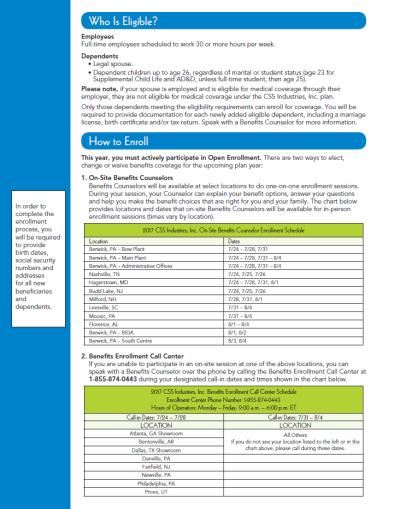 Who Is Eligible?
Employees
Full-time employees scheduled to work 30 or more hours per week.
Dependents
• Legal spouse.
• Dependent children up to age 26, regardless of marital or student status (age 23 for
Supplemental Child Life and AD&D, unless full-time student, then age 25).
Please note, if your spouse is employed and is eligible for medical coverage through their
employer, they are not eligible for medical coverage under the CSS Industries, Inc. plan.
Only those dependents meeting the eligibility requirements can enroll for coverage. You will be
required to provide documentation for each newly added eligible dependent, including a marriage
license, birth certificate and/or tax return. Speak with a Benefits Counselor for more information.
How to Enroll
This year, you must actively participate in Open Enrollment. There are two ways to elect,
change or waive benefits coverage for the upcoming plan year:
1. On-Site Benefits Counselors
Benefits Counselors will be available at select locations to do one-on-one enrollment sessions.
During your session, your Counselor can explain your benefit options, answer your questions
and help you make the benefit choices that are right for you and your family. The chart below
provides locations and dates that on-site Benefits Counselors will be available for in-person
enrollment sessions (times vary by location).
In order to
complete the
enrollment
process, you
will be required
to provide
birth dates,
social security
numbers and
addresses
for all new
beneficiaries
and
dependents.
2017 CSS Industries, Inc. On-Site Benefits Counselor Enrollment Schedule
Location Dates
Berwick, PA – Bow Plant 7/24 – 7/28, 7/31
Berwick, PA – Main Plant 7/24 – 7/28, 7/31 – 8/4
Berwick, PA – Administrative Offices 7/24 – 7/28, 7/31 – 8/4
Nashville, TN 7/24, 7/25, 7/26
Hagerstown, MD 7/24 – 7/28, 7/31, 8/1
Budd Lake, NJ 7/24, 7/25, 7/26
Milford, NH 7/28, 7/31, 8/1
Leesville, SC 7/31 – 8/4
Moosic, PA 7/31 – 8/4
Florence, AL 8/1 – 8/4
Berwick, PA – BIDA 8/1, 8/2
Berwick, PA – South Centre 8/3, 8/4
2. Benefits Enrollment Call Center
If you are unable to participate in an on-site session at one of the above locations, you can
speak with a Benefits Counselor over the phone by calling the Benefits Enrollment Call Center at
1-855-874-0443 during your designated call-in dates and times shown in the chart below.
2017 CSS Industries, Inc. Benefits Enrollment Call Center Schedule
Enrollment Center Phone Number: 1-855-874-0443
Hours of Operation: Monday – Friday, 9:00 a.m. – 6:00 p.m. ET
Call-in Dates: 7/24 – 7/28 Call-in Dates: 7/31 – 8/4
LOCATION LOCATION
Atlanta, GA Showroom
Bentonville, AR
Dallas, TX Showroom
Danville, PA
Fairfield, NJ
Newville, PA
Philadelphia, PA
Provo, UT
All Others
If you do not see your location listed to the left or in the
chart above, please call during these dates.